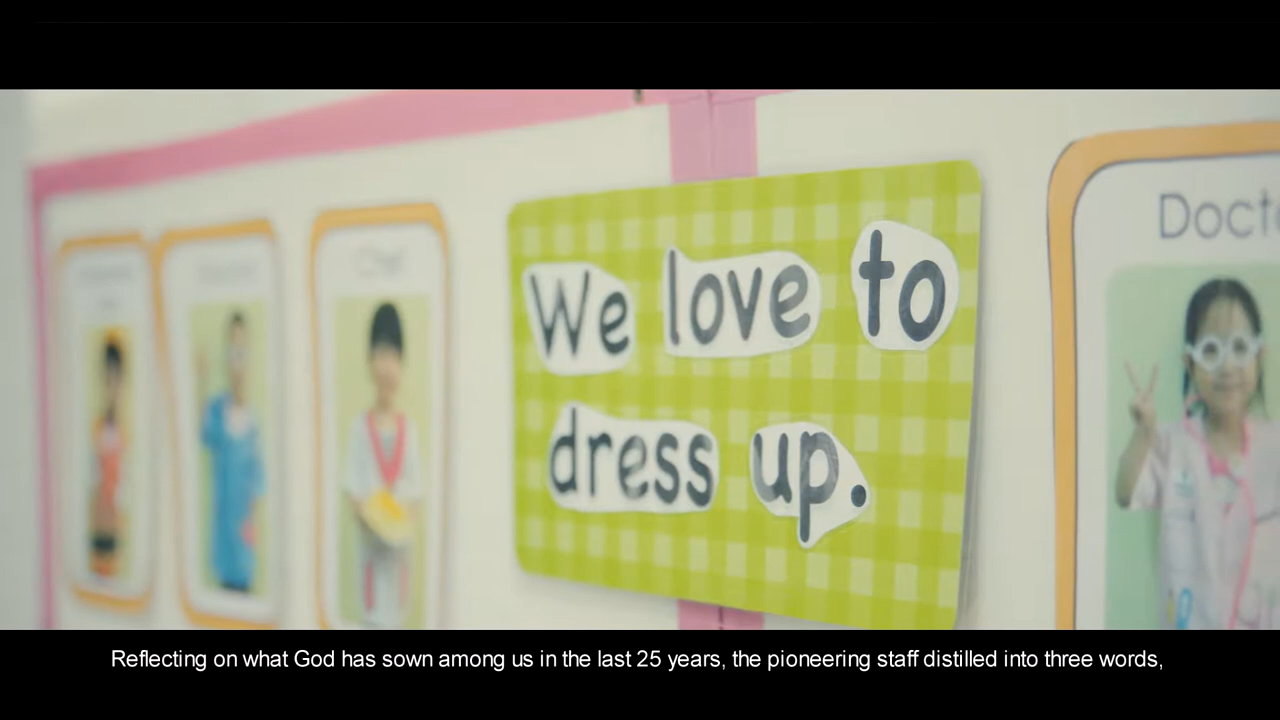 We love to
dress up.
Chef
Docto
Reflecting on what God has sown among us in the last 25 years, the pioneering staff distilled into three words,